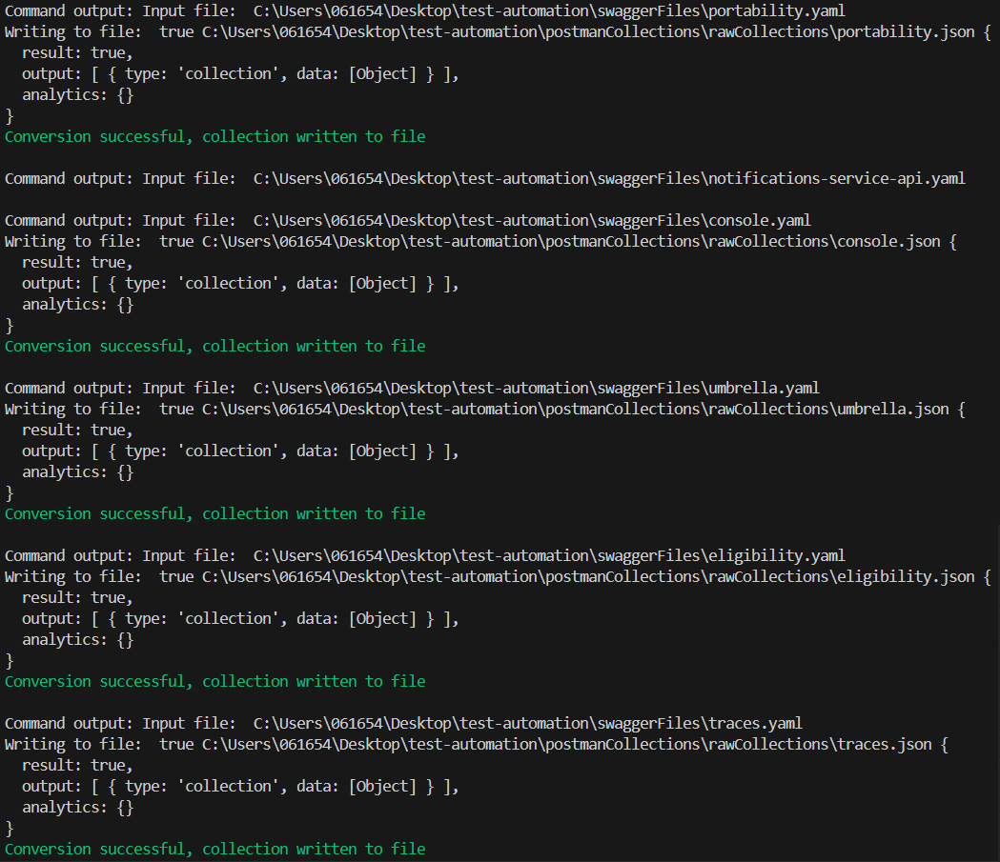 Command output: Input file:  C:\Users\061654\Desktop\test-automation\swaggerFiles\portability.yaml
Writing to file:  true C:\Users\061654\Desktop\test-automation\postmanCollections\rawCollections\portability.json {
  result: true,
  output: [ { type: 'collection', data: [Object] } ],
  analytics: {}
}
Conversion successful, collection written to file

Command output: Input file:  C:\Users\061654\Desktop\test-automation\swaggerFiles\notifications-service-api.yaml

Command output: Input file:  C:\Users\061654\Desktop\test-automation\swaggerFiles\console.yaml
Writing to file:  true C:\Users\061654\Desktop\test-automation\postmanCollections\rawCollections\console.json {
  result: true,
  output: [ { type: 'collection', data: [Object] } ],
  analytics: {}
}
Conversion successful, collection written to file

Command output: Input file:  C:\Users\061654\Desktop\test-automation\swaggerFiles\umbrella.yaml
Writing to file:  true C:\Users\061654\Desktop\test-automation\postmanCollections\rawCollections\umbrella.json {
  result: true,
  output: [ { type: 'collection', data: [Object] } ],
  analytics: {}
}
Conversion successful, collection written to file

Command output: Input file:  C:\Users\061654\Desktop\test-automation\swaggerFiles\eligibility.yaml
Writing to file:  true C:\Users\061654\Desktop\test-automation\postmanCollections\rawCollections\eligibility.json {
  result: true,
  output: [ { type: 'collection', data: [Object] } ],
  analytics: {}
}
Conversion successful, collection written to file

Command output: Input file:  C:\Users\061654\Desktop\test-automation\swaggerFiles\traces.yaml
Writing to file:  true C:\Users\061654\Desktop\test-automation\postmanCollections\rawCollections\traces.json {
  result: true,
  output: [ { type: 'collection', data: [Object] } ],
  analytics: {}
}
Conversion successful, collection written to file